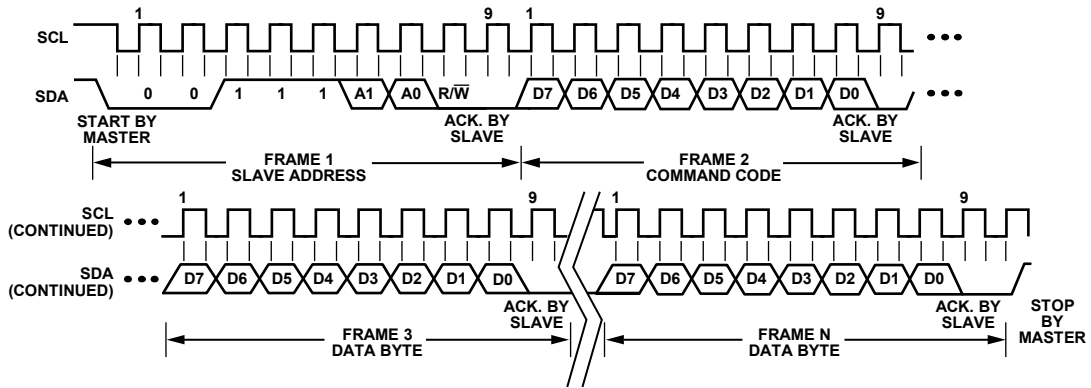 1 9 1 9
SCL
SDA 0 0 1 1 1 A1 A0 R/W̅ D7 D6 D5 D4 D3 D2 D1 D0
START BY MASTER
ACK. BY SLAVE
ACK. BY SLAVE
FRAME 1
SLAVE ADDRESS
FRAME 2
COMMAND CODE
1 9 1 9
SCL
(CONTINUED)
SDA
(CONTINUED)
D7 D6 D5 D4 D3 D2 D1 D0 D7 D6 D5 D4 D3 D2 D1 D0
ACK. BY
SLAVE
ACK. BY
SLAVE
STOP
BY
MASTER
FRAME 3
DATA BYTE
FRAME N
DATA BYTE